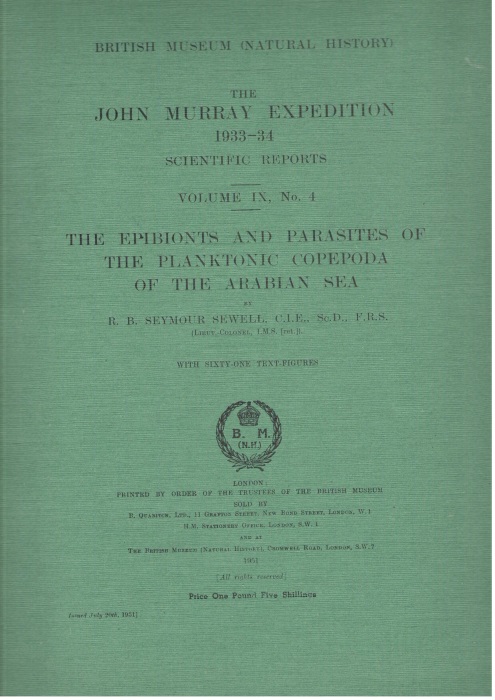 BRITISH MUSEUM (NATURAL HISTORY)
THE
JOHN MURRAY EXPEDITION
1933-34
SCIENTIFIC REPORTS
VOLUME IX, No. 4
THE EPIBIONTS AND PARASITES OF
THE PLANKTONIC COPEPODA
OF THE ARABIAN SEA
BY
R. B. SEYMOUR SEWELL, C.I.E., Sc.D., F.R.S.
(Lieut.-Colonel, I.M.S. [ret.]).
WITH SIXTY-ONE TEXT-FIGURES
B. M.
(N.H.)
LONDON:
PRINTED BY ORDER OF THE TRUSTEES OF THE BRITISH MUSEUM
SOLD BY
B. Quaritch, Ltd., 11 Grafton Street, New Bond Street, London, W. 1
H.M. Stationery Office, London, S.W. 1
AND AT
The British Museum (Natural History), Cromwell Road, London, S.W. 7
1951
[All rights reserved]
Price One Pound Five Shillings
Issued July 20th, 1951]